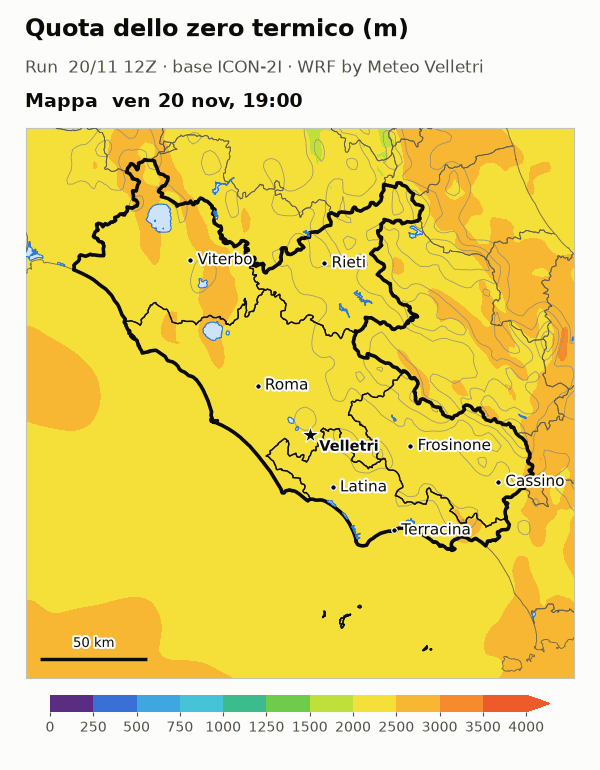 Quota dello zero termico (m)
Run  20/11 12Z · base ICON-2I · WRF by Meteo Velletri
Mappa  ven 20 nov, 19:00
Viterbo
Rieti
Roma
Velletri
Frosinone
Latina
Cassino
Terracina
50 km
0 250 500 750 1000 1250 1500 2000 2500 3000 3500 4000